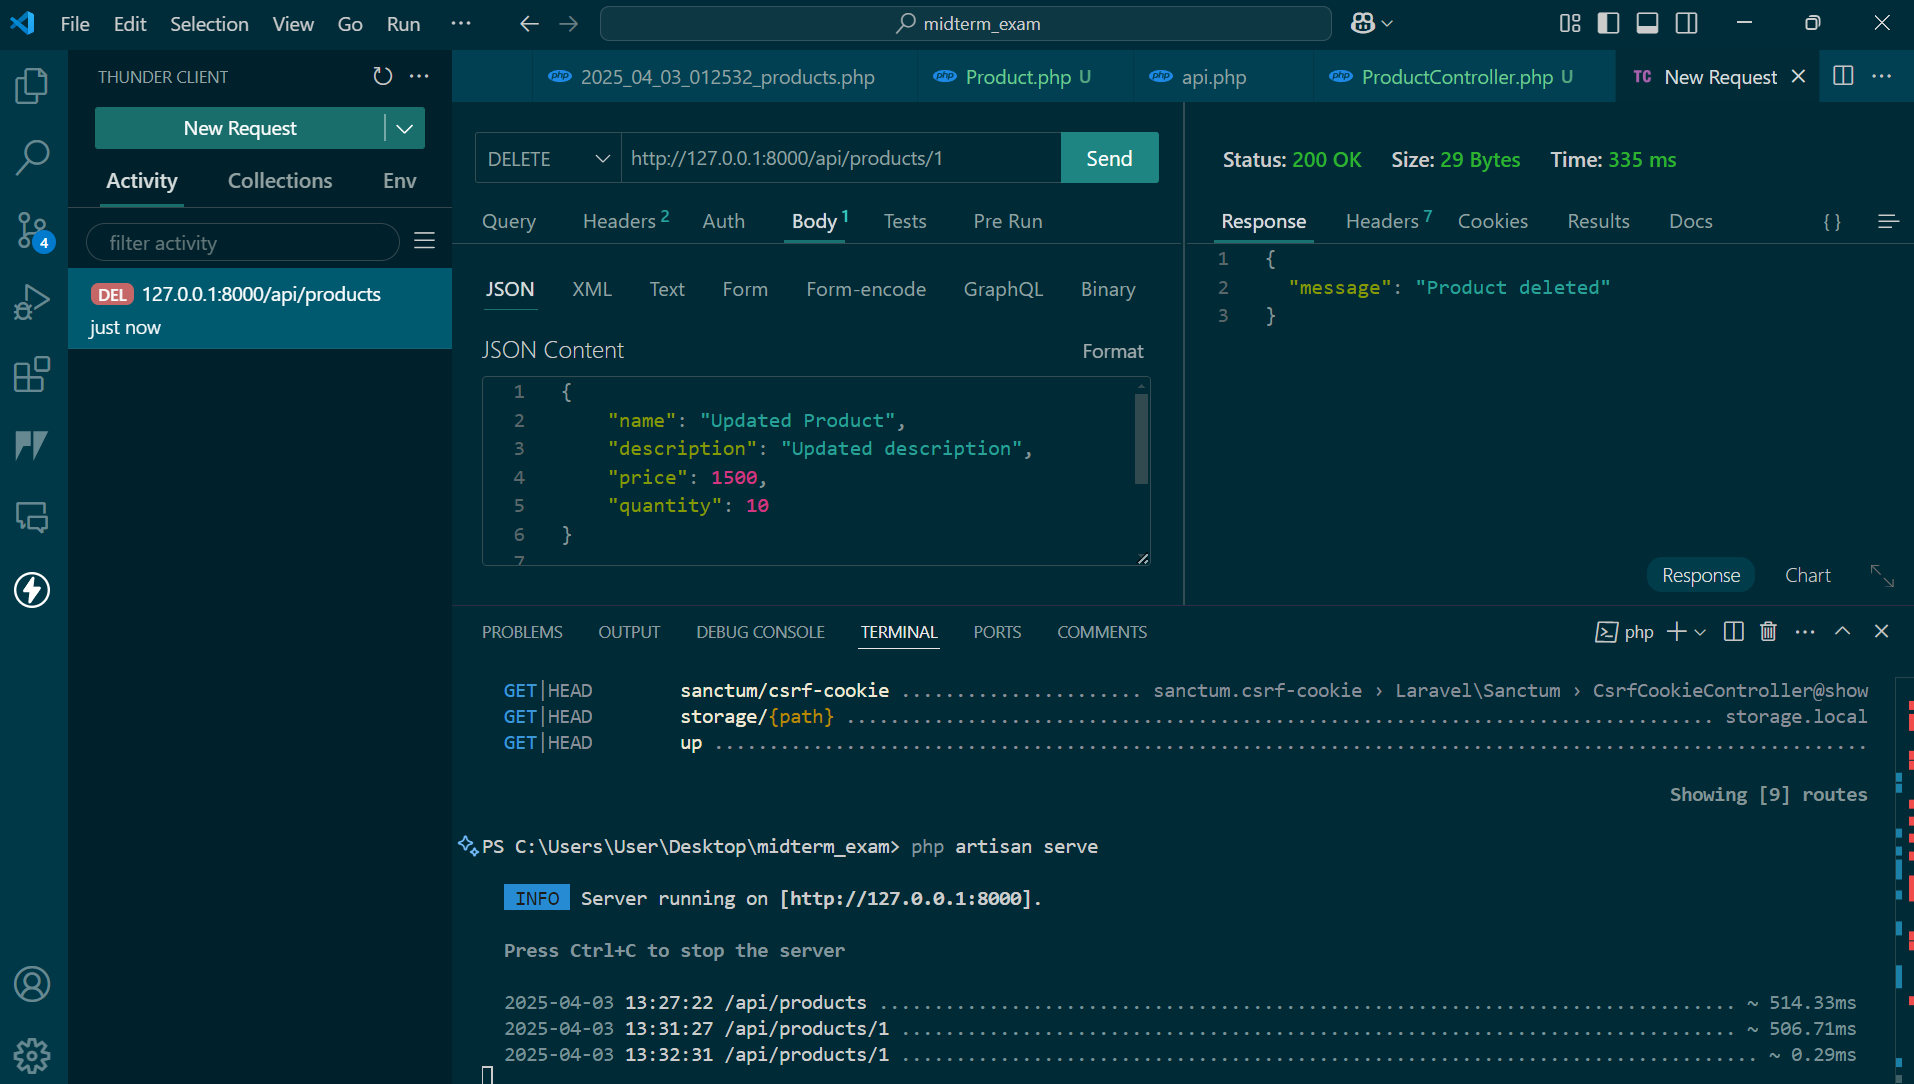 File Edit Selection View Go Run ···
midterm_exam
THUNDER CLIENT
New Request
Activity Collections Env
filter activity
DEL 127.0.0.1:8000/api/products
just now
4
php 2025_04_03_012532_products.php
php Product.php U
php api.php
php ProductController.php U
TC New Request
DELETE http://127.0.0.1:8000/api/products/1 Send
Query Headers 2 Auth Body 1 Tests Pre Run
JSON XML Text Form Form-encode GraphQL Binary
JSON Content Format
1 {
2 "name": "Updated Product",
3 "description": "Updated description",
4 "price": 1500,
5 "quantity": 10
6 }
7
Status: 200 OK Size: 29 Bytes Time: 335 ms
Response Headers 7 Cookies Results Docs { }
1 {
2 "message": "Product deleted"
3 }
Response Chart
PROBLEMS OUTPUT DEBUG CONSOLE TERMINAL PORTS COMMENTS
php
GET|HEAD sanctum/csrf-cookie ...................... sanctum.csrf-cookie › Laravel\Sanctum › CsrfCookieController@show
GET|HEAD storage/{path} ............................................................................... storage.local
GET|HEAD up .........................................................................................................
Showing [9] routes
PS C:\Users\User\Desktop\midterm_exam> php artisan serve
INFO Server running on [http://127.0.0.1:8000].
Press Ctrl+C to stop the server
2025-04-03 13:27:22 /api/products .............................................................................. ~ 514.33ms
2025-04-03 13:31:27 /api/products/1 ............................................................................ ~ 506.71ms
2025-04-03 13:32:31 /api/products/1 .............................................................................. ~ 0.29ms